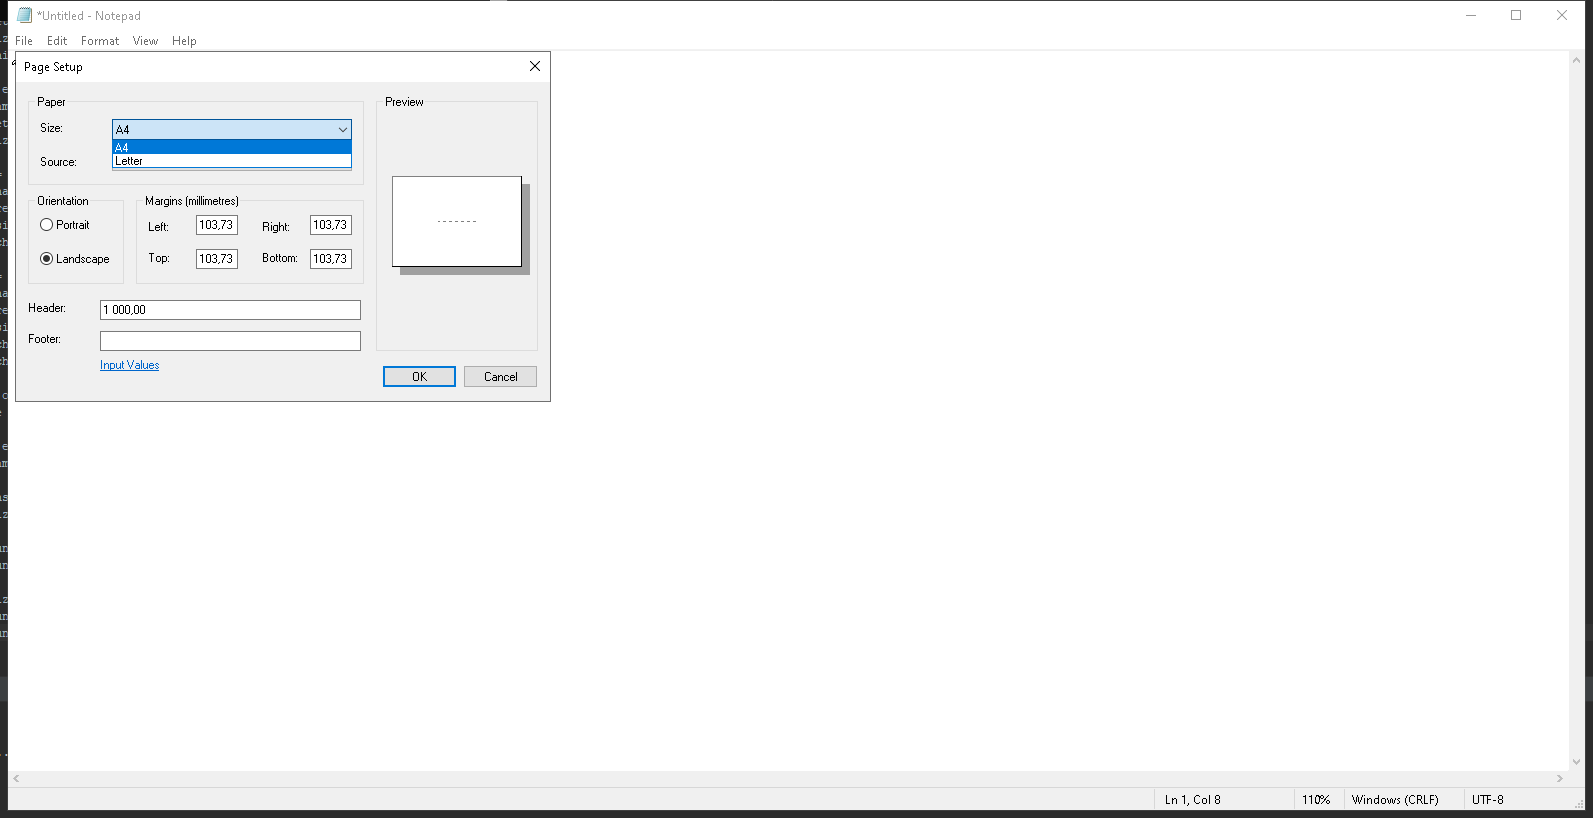 *Untitled - Notepad
File Edit Format View Help
Page Setup
Paper
Size: A4
A4
Letter
Source:
Orientation
Portrait
Landscape
Margins (millimetres)
Left: 103,73 Right: 103,73
Top: 103,73 Bottom: 103,73
Header: 1 000,00
Footer:
Input Values
Preview
OK Cancel
Ln 1, Col 8 110% Windows (CRLF) UTF-8